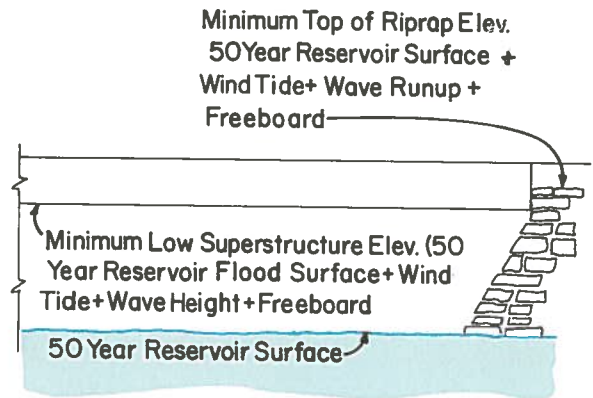 Minimum Top of Riprap Elev.
50 Year Reservoir Surface +
Wind Tide + Wave Runup +
Freeboard
Minimum Low Superstructure Elev. (50
Year Reservoir Flood Surface + Wind
Tide + Wave Height + Freeboard
50 Year Reservoir Surface